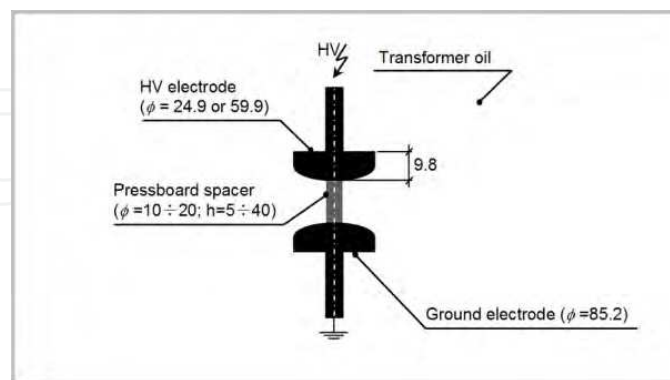 HV
Transformer oil
HV electrode
(ϕ = 24.9 or 59.9)
9.8
Pressboard spacer
(ϕ =10 ÷ 20; h=5 ÷ 40)
Ground electrode (ϕ =85.2)